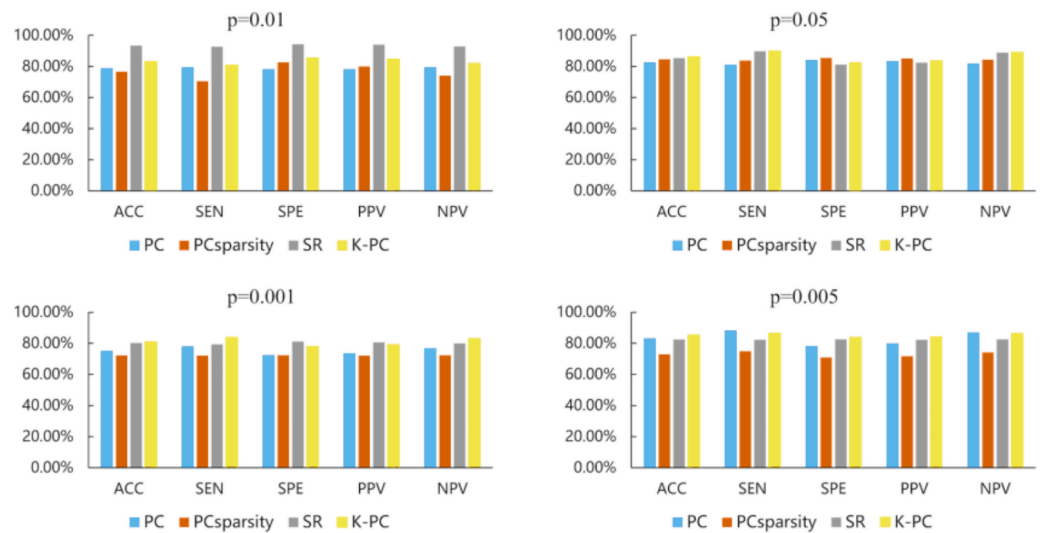 p=0.01
100.00%
80.00%
60.00%
40.00%
20.00%
0.00%
ACC SEN SPE PPV NPV
PC PCsparsity SR K-PC
p=0.05
100.00%
80.00%
60.00%
40.00%
20.00%
0.00%
ACC SEN SPE PPV NPV
PC PCsparsity SR K-PC
p=0.001
100.00%
80.00%
60.00%
40.00%
20.00%
0.00%
ACC SEN SPE PPV NPV
PC PCsparsity SR K-PC
p=0.005
100.00%
80.00%
60.00%
40.00%
20.00%
0.00%
ACC SEN SPE PPV NPV
PC PCsparsity SR K-PC